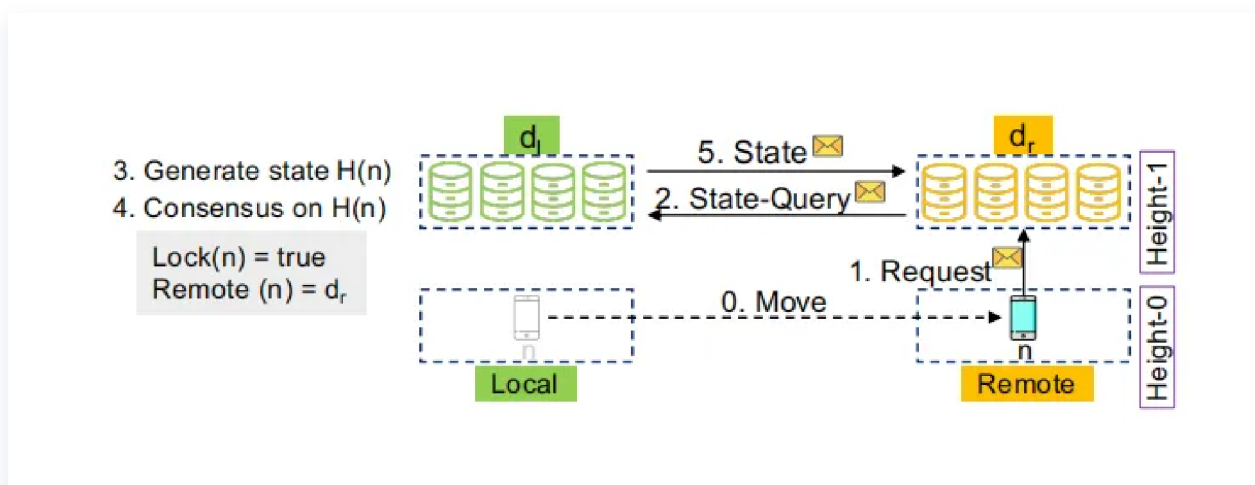 d_l
d_r
5. State
3. Generate state H(n)
2. State-Query
4. Consensus on H(n)
Height-1
Lock(n) = true
Remote (n) = d_r
1. Request
0. Move
n
n
Height-0
Local
Remote